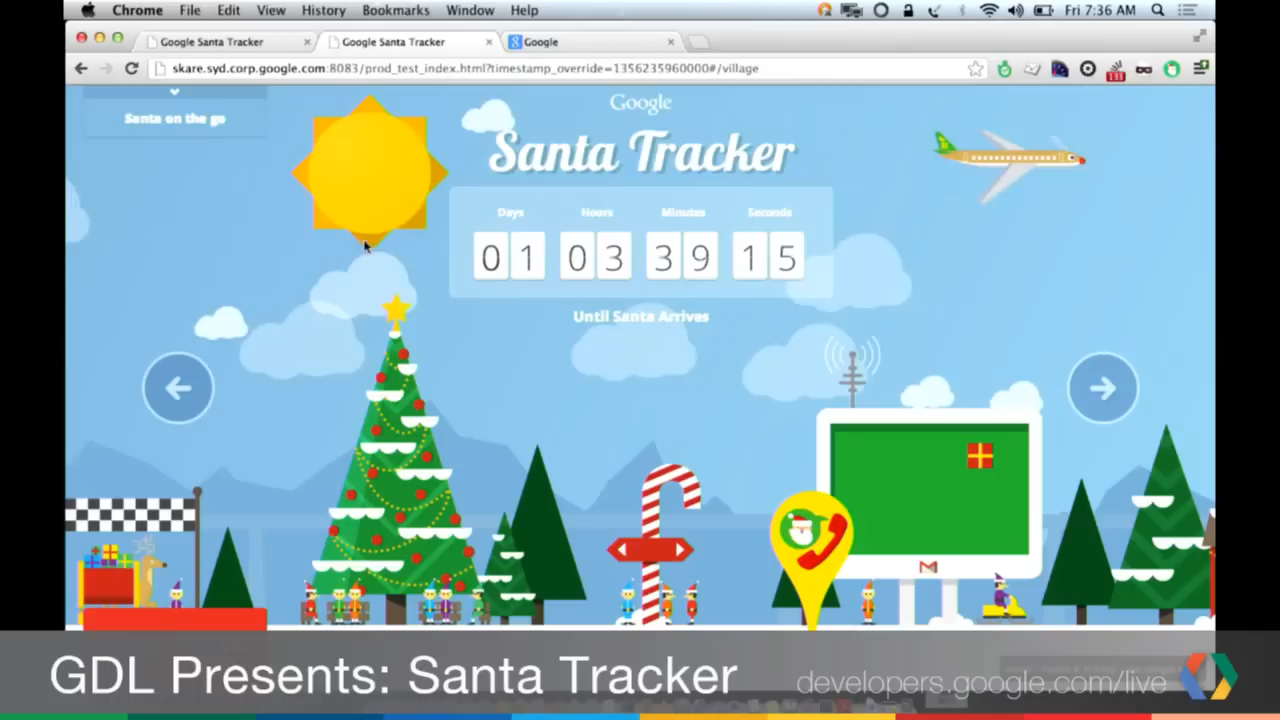 Chrome File Edit View History Bookmarks Window Help Fri 7:36 AM
Google Santa Tracker Google Santa Tracker Google
skare.syd.corp.google.com:8083/prod_test_index.html?timestamp_override=1356235960000#/village
133
Google
Santa on the go
Santa Tracker
Days Hours Minutes Seconds
01 03 39 15
Until Santa Arrives
GDL Presents: Santa Tracker
developers.google.com/live